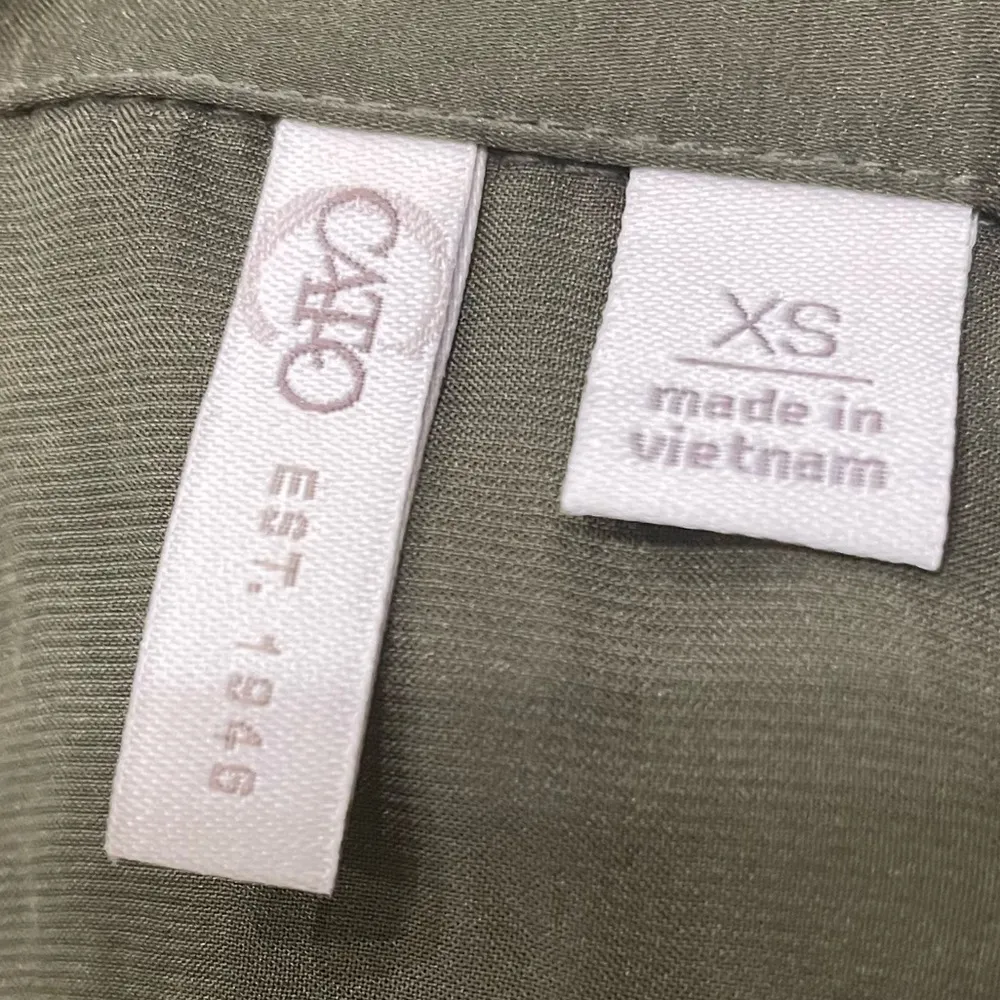 CATO
EST. 1946
XS
made in
vietnam